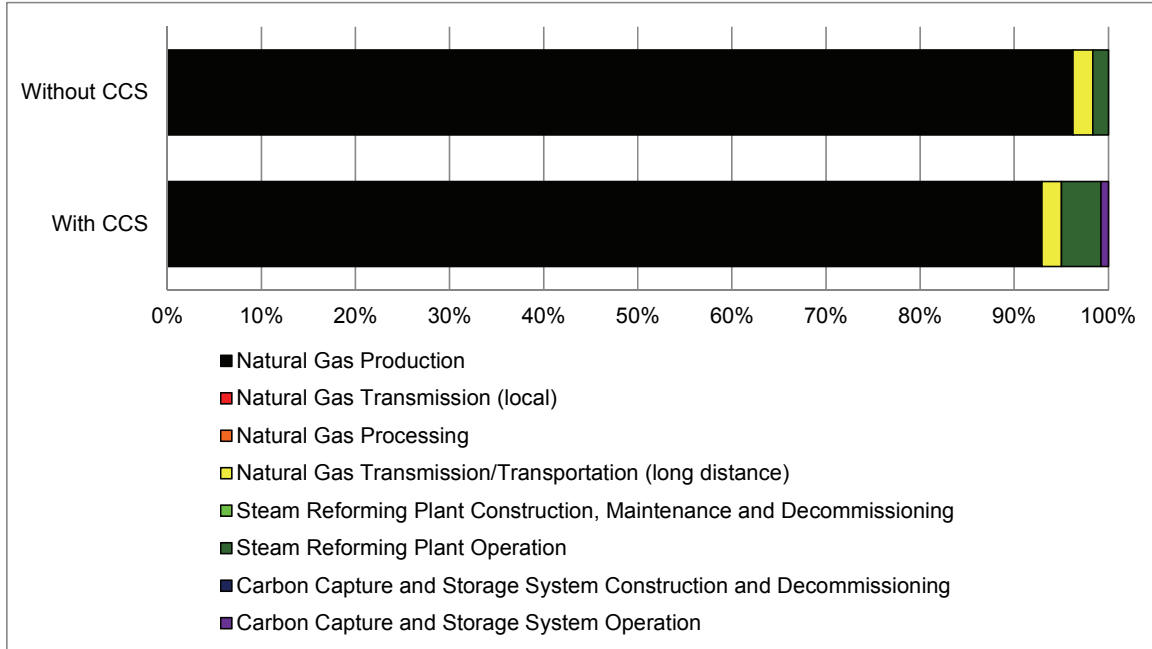 Without CCS
With CCS
0% 10% 20% 30% 40% 50% 60% 70% 80% 90% 100%
Natural Gas Production
Natural Gas Transmission (local)
Natural Gas Processing
Natural Gas Transmission/Transportation (long distance)
Steam Reforming Plant Construction, Maintenance and Decommissioning
Steam Reforming Plant Operation
Carbon Capture and Storage System Construction and Decommissioning
Carbon Capture and Storage System Operation